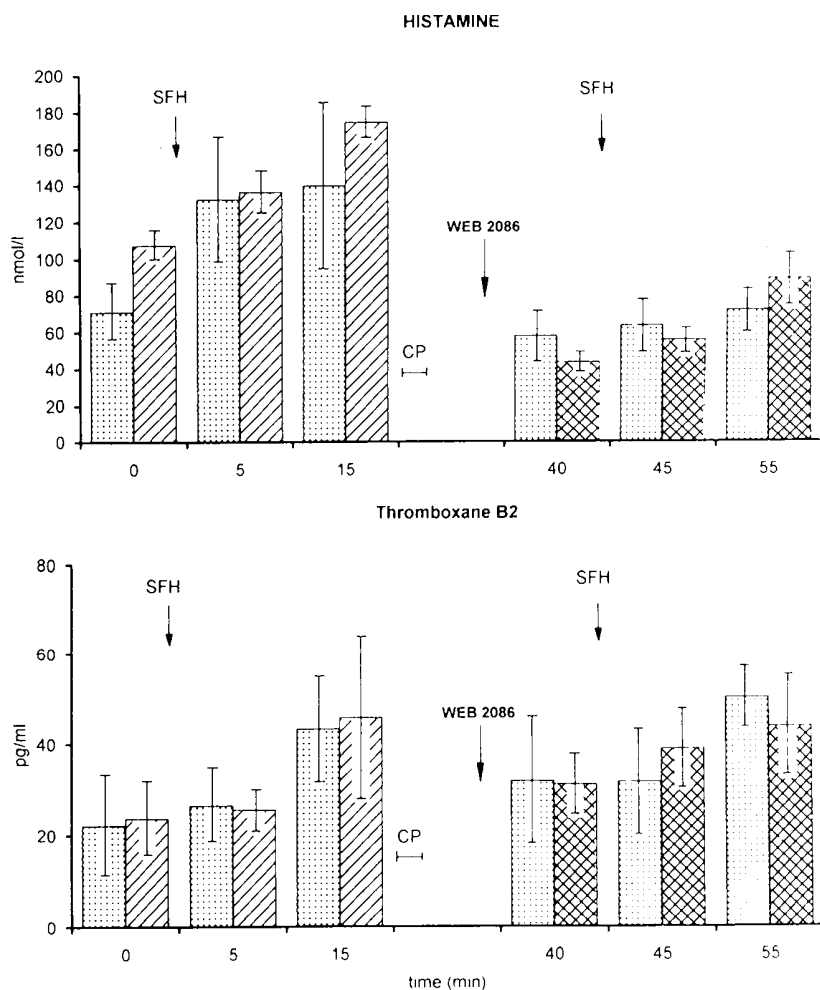 HISTAMINE
200
180
160
140
120
100
80
60
40
20
0
nmol/l
SFH
SFH
WEB 2086
CP
0 5 15 40 45 55
Thromboxane B2
80
60
40
20
0
pg/ml
SFH
SFH
WEB 2086
CP
0 5 15 40 45 55
time (min)